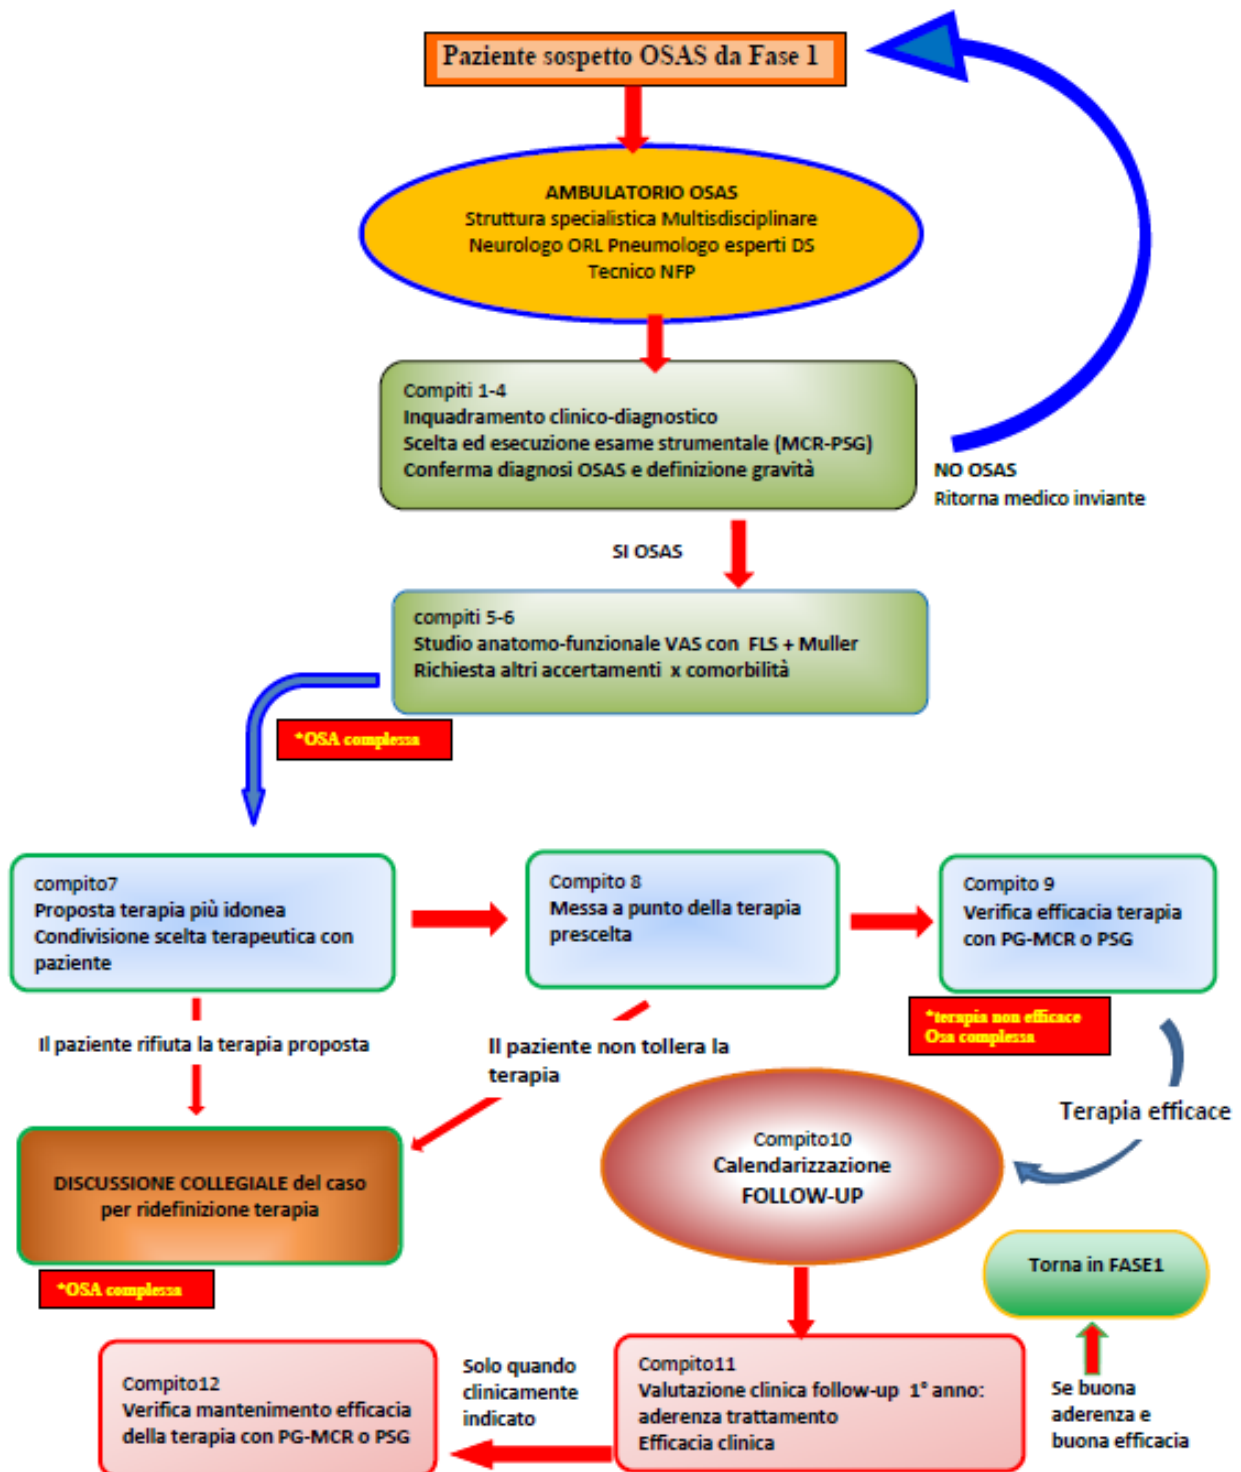 Paziente sospetto OSAS da Fase 1
AMBULATORIO OSAS
Struttura specialistica Multisdisciplinare
Neurologo ORL Pneumologo esperti DS
Tecnico NFP
Compiti 1-4
Inquadramento clinico-diagnostico
Scelta ed esecuzione esame strumentale (MCR-PSG)
Conferma diagnosi OSAS e definizione gravità
NO OSAS
Ritorna medico inviante
SI OSAS
compiti 5-6
Studio anatomo-funzionale VAS con FLS + Muller
Richiesta altri accertamenti x comorbilità
*OSA complessa
compito7
Proposta terapia più idonea
Condivisione scelta terapeutica con
paziente
Compito 8
Messa a punto della terapia
prescelta
Compito 9
Verifica efficacia terapia
con PG-MCR o PSG
*terapia non efficace
Osa complessa
Il paziente rifiuta la terapia proposta
Il paziente non tollera la
terapia
Terapia efficace
DISCUSSIONE COLLEGIALE del caso
per ridefinizione terapia
*OSA complessa
Compito10
Calendarizzazione
FOLLOW-UP
Torna in FASE1
Compito12
Verifica mantenimento efficacia
della terapia con PG-MCR o PSG
Solo quando
clinicamente
indicato
Compito11
Valutazione clinica follow-up 1° anno:
aderenza trattamento
Efficacia clinica
Se buona
aderenza e
buona efficacia